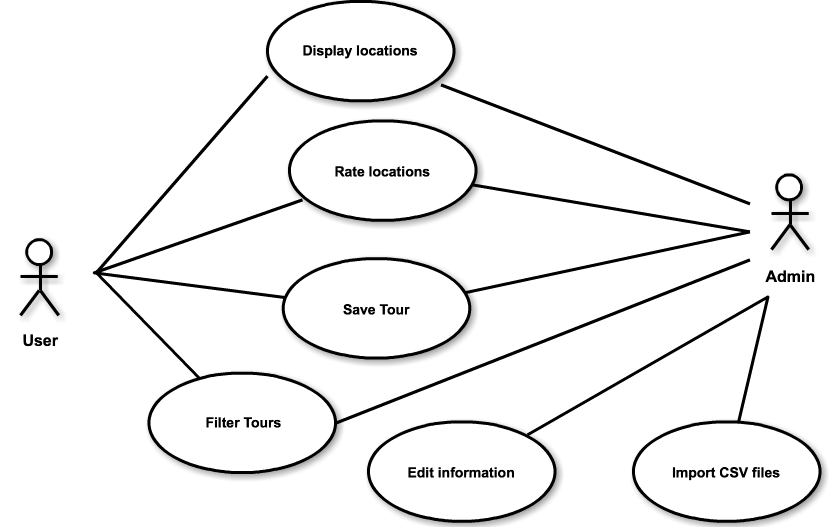 Display locations
Rate locations
Admin
Save Tour
User
Filter Tours
Edit information
Import CSV files